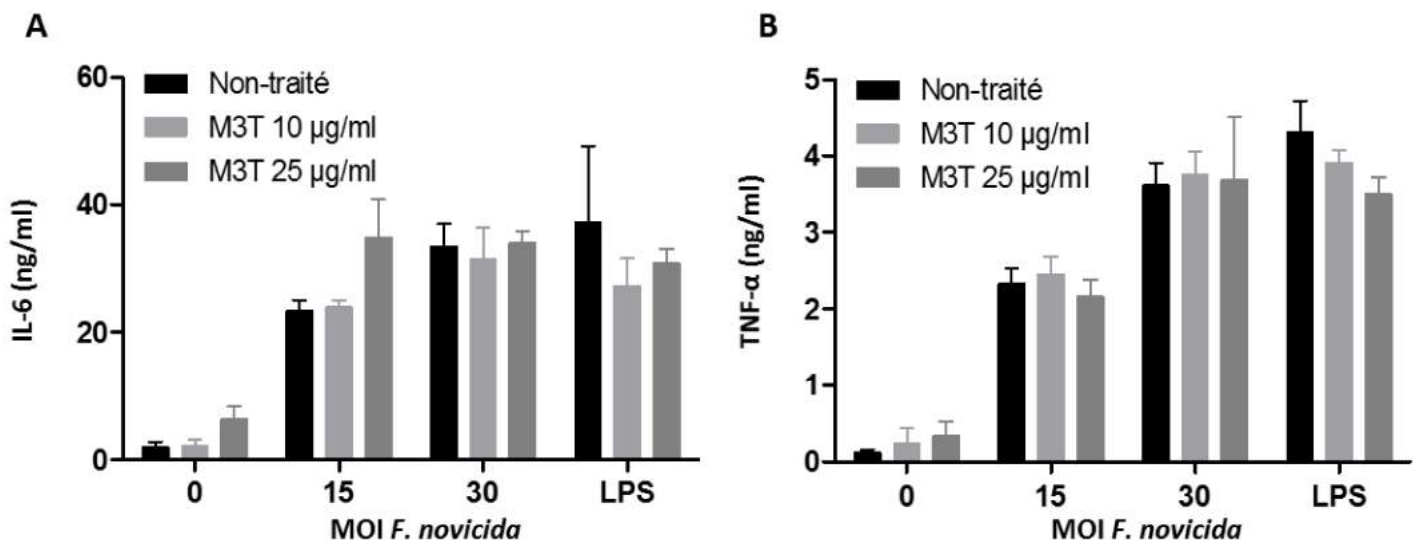 A
IL-6 (ng/ml)
60
40
20
0
Non-traité
M3T 10 µg/ml
M3T 25 µg/ml
0 15 30 LPS
MOI F. novicida
B
TNF-α (ng/ml)
5
4
3
2
1
0
Non-traité
M3T 10 µg/ml
M3T 25 µg/ml
0 15 30 LPS
MOI F. novicida